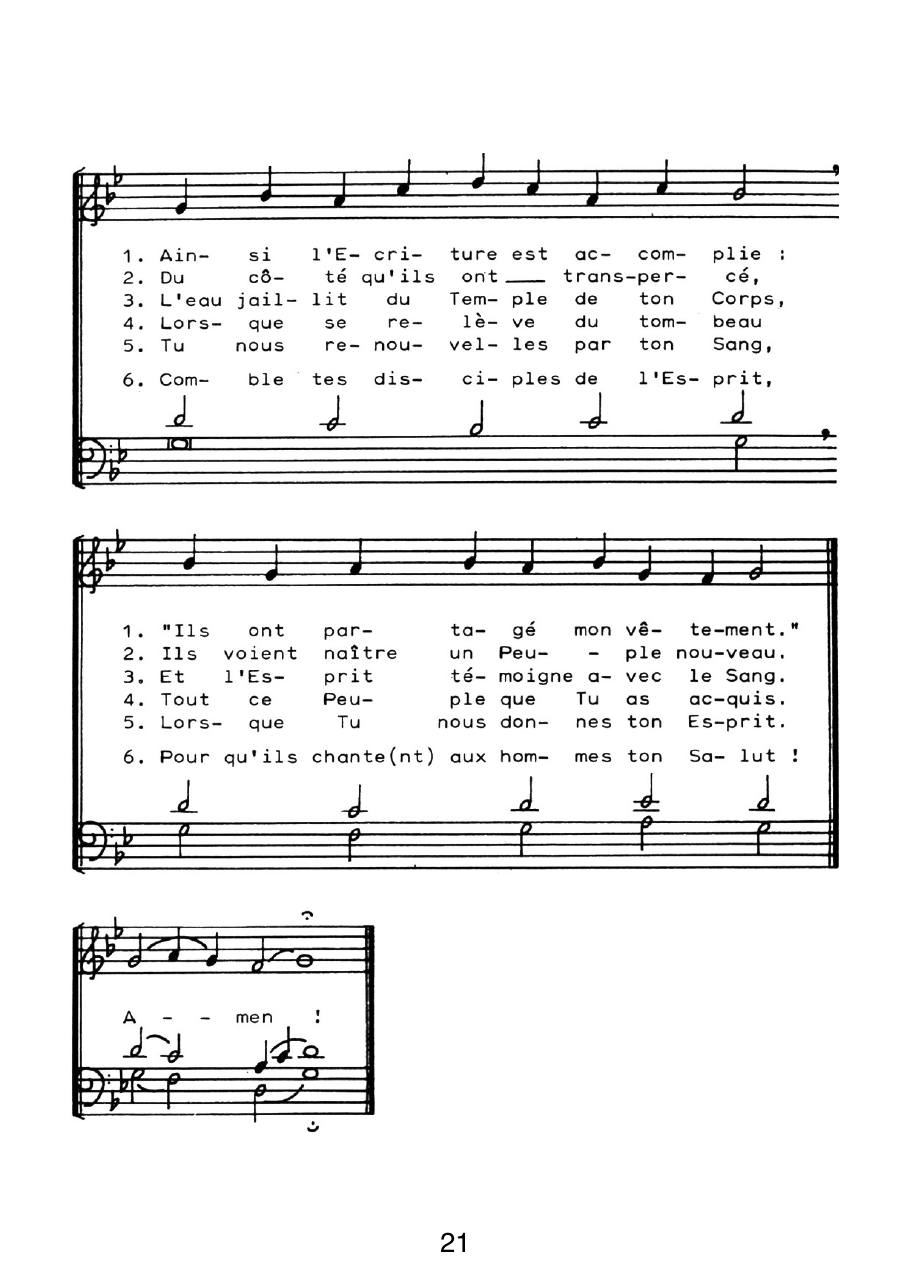 1. Ain- si l'E- cri- ture est ac- com- plie :
2. Du cô- té qu'ils ont ___ trans-per- cé,
3. L'eau jail- lit du Tem- ple de ton Corps,
4. Lors- que se re- lè- ve du tom- beau
5. Tu nous re- nou- vel- les par ton Sang,
6. Com- ble tes dis- ci- ples de l'Es- prit,
1. "Ils ont par- ta- gé mon vê- te-ment."
2. Ils voient naître un Peu- - ple nou-veau.
3. Et l'Es- prit té- moigne a- vec le Sang.
4. Tout ce Peu- ple que Tu as ac-quis.
5. Lors- que Tu nous don- nes ton Es-prit.
6. Pour qu'ils chante(nt) aux hom- mes ton Sa- lut !
A - - men !
21